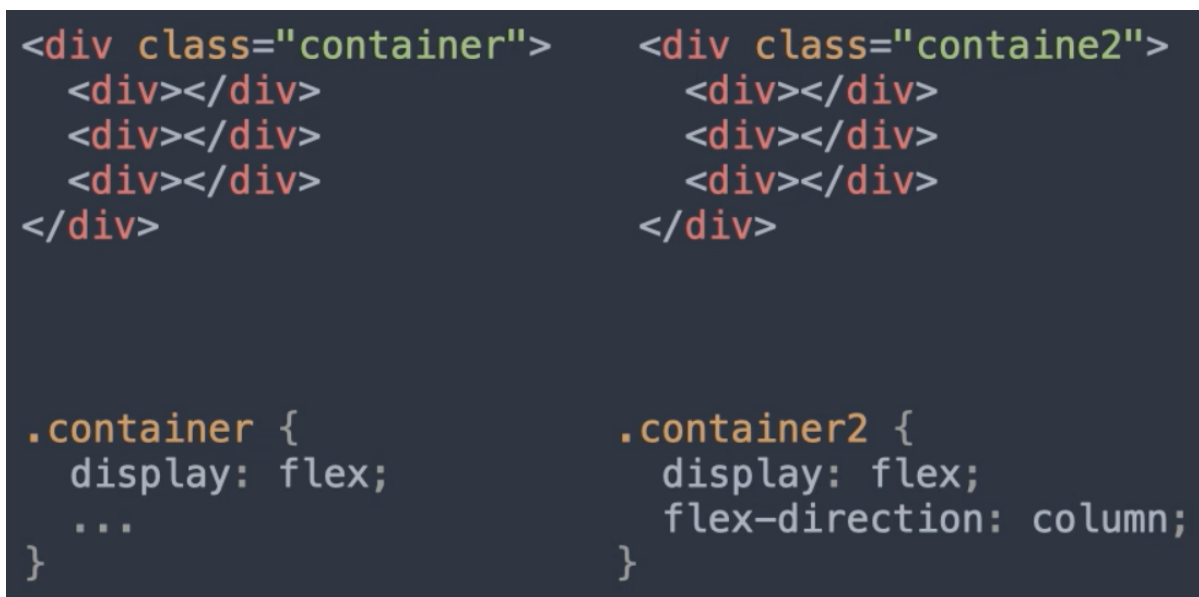 <div class="container">
  <div></div>
  <div></div>
  <div></div>
</div>
.container {
  display: flex;
  ...
}
<div class="containe2">
  <div></div>
  <div></div>
  <div></div>
</div>
.container2 {
  display: flex;
  flex-direction: column;
}